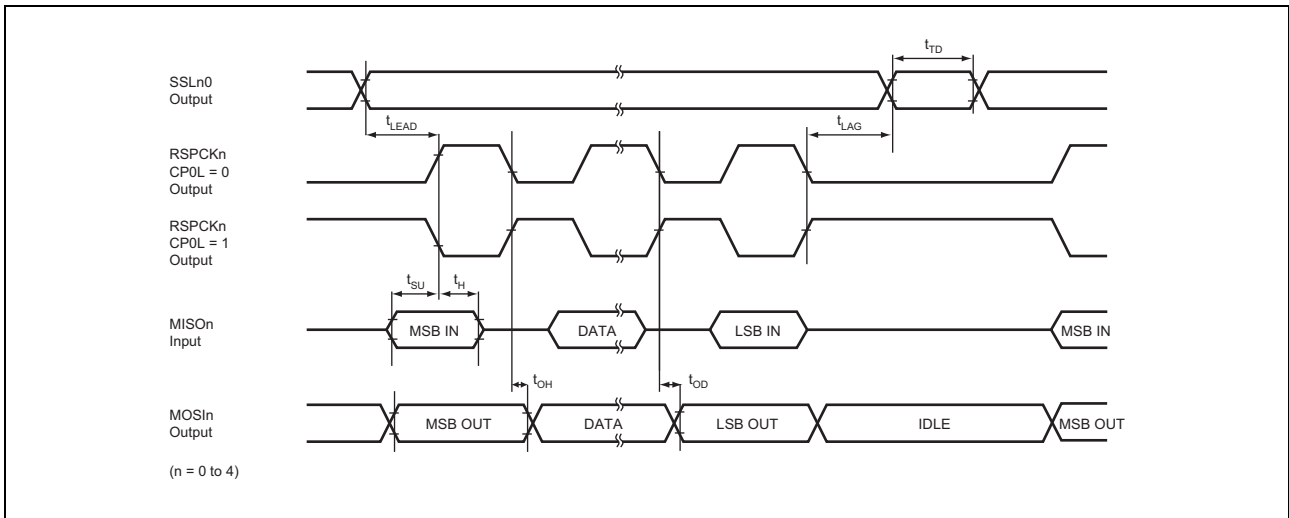 SSLn0
Output
tTD
tLEAD
tLAG
RSPCKn
CP0L = 0
Output
RSPCKn
CP0L = 1
Output
tSU
tH
MISOn
Input
MSB IN
DATA
LSB IN
MSB IN
tOH
tOD
MOSIn
Output
MSB OUT
DATA
LSB OUT
IDLE
MSB OUT
(n = 0 to 4)